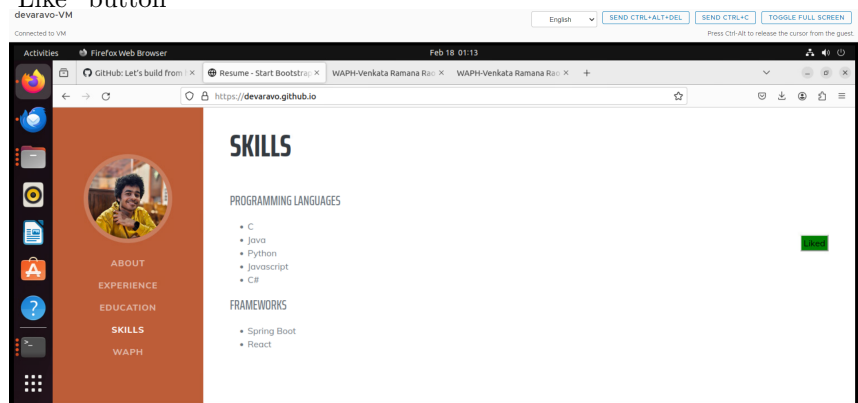 "Like" button
devaravo-VM
English
SEND CTRL+ALT+DEL
SEND CTRL+C
TOGGLE FULL SCREEN
Connected to VM
Press Ctrl-Alt to release the cursor from the guest.
Activities
Firefox Web Browser
Feb 18 01:13
GitHub: Let's build from
Resume - Start Bootstrap
WAPH-Venkata Ramana Rao
WAPH-Venkata Ramana Rao
https://devaravo.github.io
SKILLS
PROGRAMMING LANGUAGES
• C
• Java
• Python
• Javascript
• C#
FRAMEWORKS
• Spring Boot
• React
Liked
ABOUT
EXPERIENCE
EDUCATION
SKILLS
WAPH